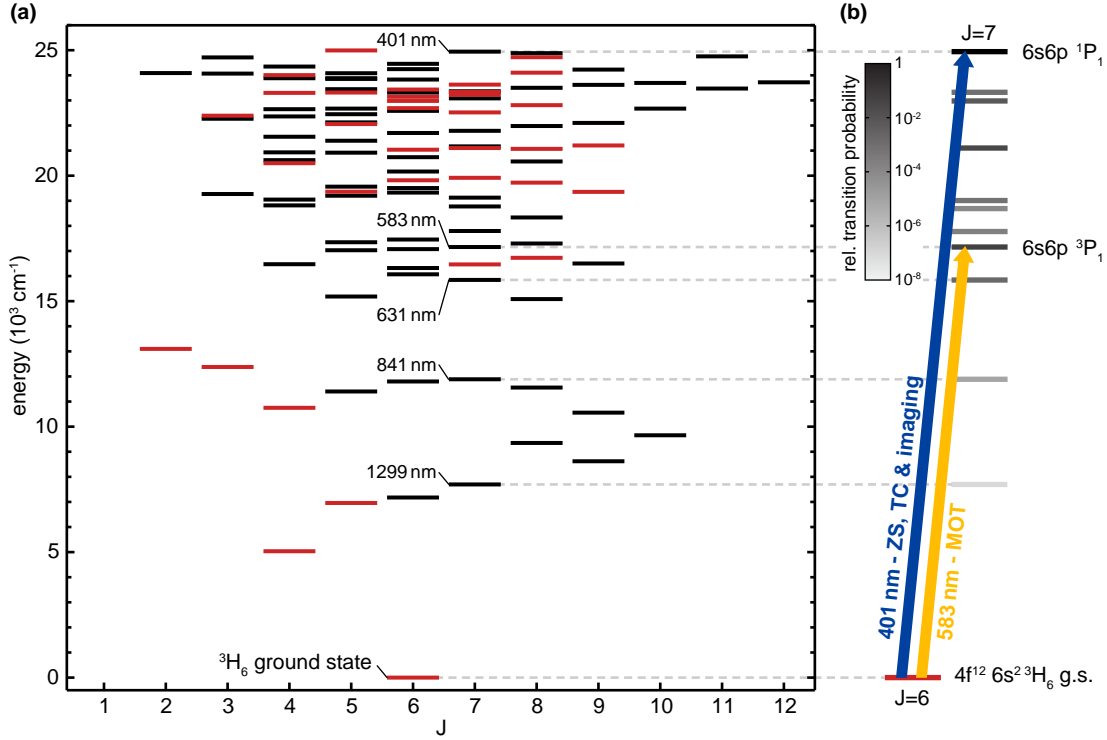 (a)
energy (10³ cm⁻¹)
25
20
15
10
5
0
401 nm
583 nm
631 nm
841 nm
1299 nm
³H₆ ground state
1 2 3 4 5 6 7 8 9 10 11 12
J
(b)
J=7
6s6p ¹P₁
rel. transition probability
1
10⁻²
10⁻⁴
10⁻⁶
10⁻⁸
6s6p ³P₁
401 nm - ZS, TC & imaging
583 nm - MOT
4f¹² 6s² ³H₆ g.s.
J=6